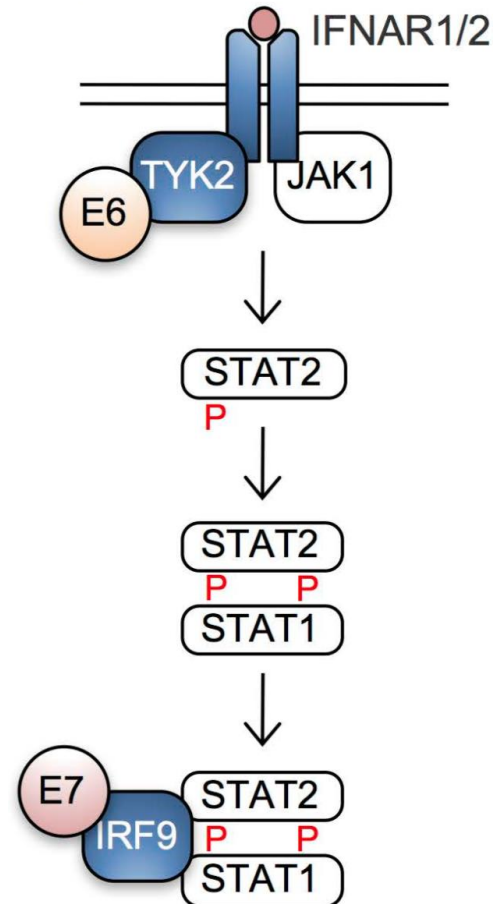 IFNAR1/2
TYK2
JAK1
E6
STAT2
P
STAT2
P P
STAT1
E7
STAT2
IRF9
P P
STAT1